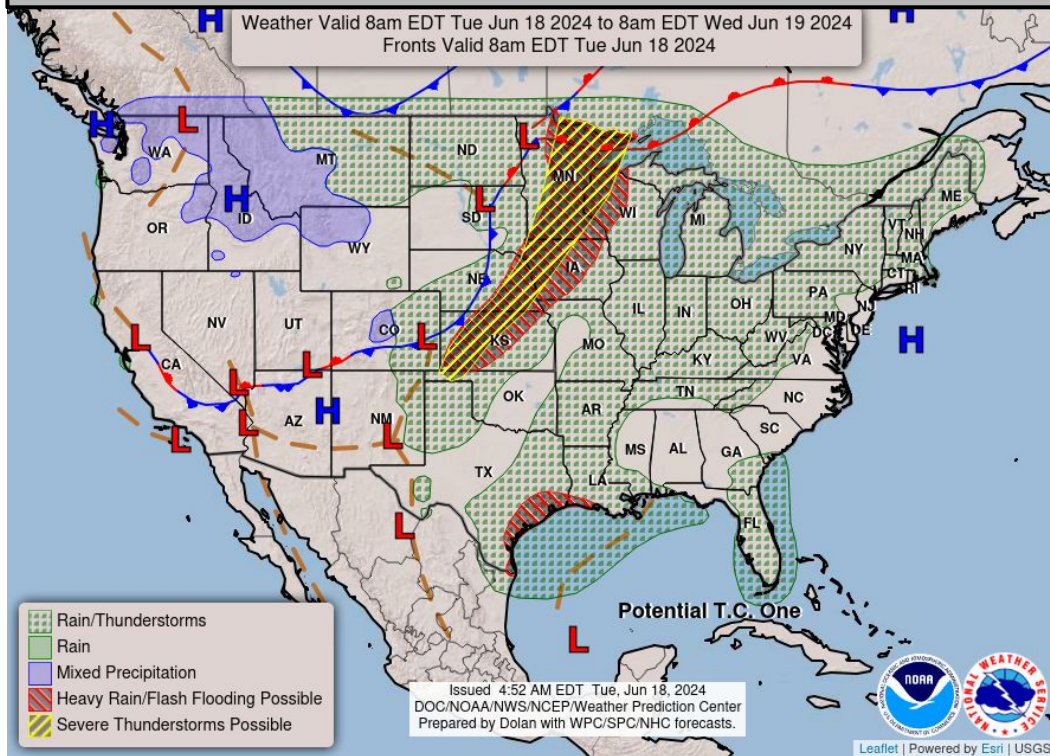 Weather Valid 8am EDT Tue Jun 18 2024 to 8am EDT Wed Jun 19 2024
Fronts Valid 8am EDT Tue Jun 18 2024
H
H
H
L
WA
MT
ND
L
MN
ME
OR
H
ID
WY
SD
L
WI
MI
VT
NH
NY
MA
CT
RI
NE
IA
PA
NJ
NV
UT
CO
L
IL
IN
OH
MD
DE
DC
WV
VA
H
L
CA
L
L
KS
MO
KY
L
AZ
H
NM
L
OK
AR
TN
NC
SC
L
TX
LA
MS
AL
GA
L
FL
Potential T.C. One
L
Rain/Thunderstorms
Rain
Mixed Precipitation
Heavy Rain/Flash Flooding Possible
Severe Thunderstorms Possible
Issued 4:52 AM EDT Tue, Jun 18, 2024
DOC/NOAA/NWS/NCEP/Weather Prediction Center
Prepared by Dolan with WPC/SPC/NHC forecasts.
NOAA
NATIONAL WEATHER SERVICE
Leaflet | Powered by Esri | USGS